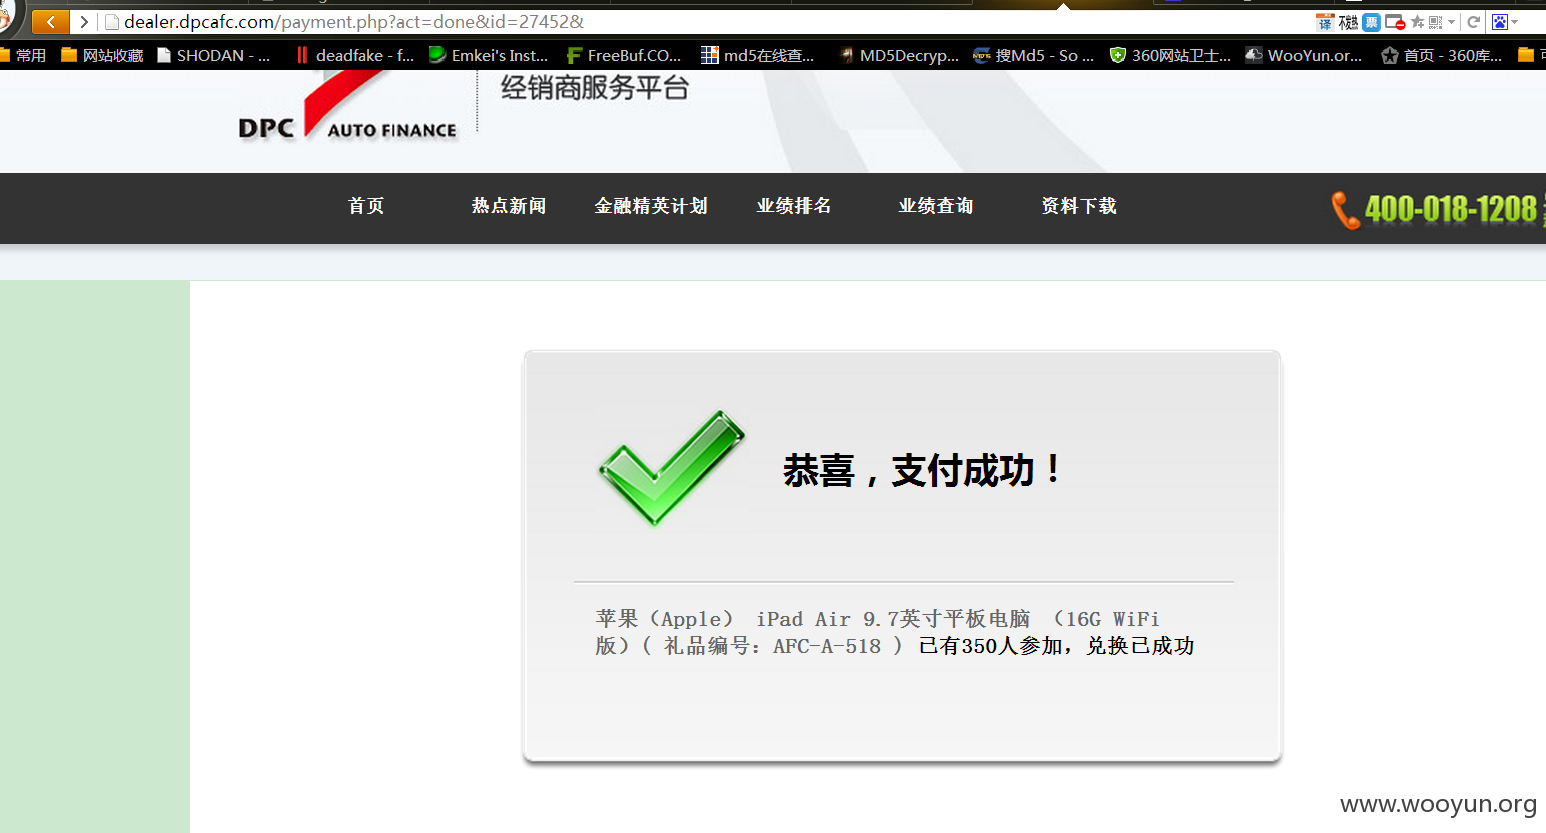 dealer.dpcafc.com/payment.php?act=done&id=27452&
译 不发热 票
常用 网站收藏 SHODAN - ... deadfake - f... Emkei's Inst... FreeBuf.CO... md5在线查... MD5Decryp... 搜Md5 - So ... 360网站卫士... WooYun.or... 首页 - 360库...
经销商服务平台
DPC AUTO FINANCE
首页 热点新闻 金融精英计划 业绩排名 业绩查询 资料下载 400-018-1208
恭喜，支付成功！
苹果（Apple） iPad Air 9.7英寸平板电脑 （16G WiFi
版）( 礼品编号：AFC-A-518 ) 已有350人参加，兑换已成功
www.wooyun.org